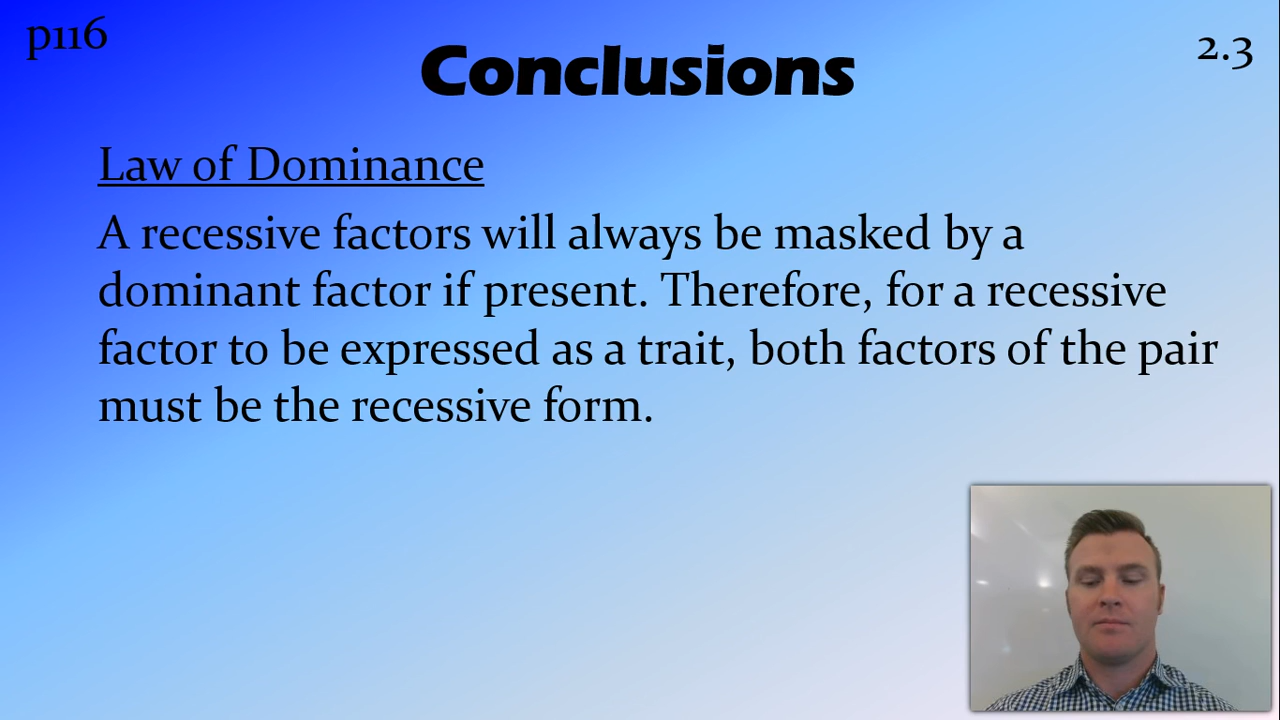 p116
2.3
Conclusions
Law of Dominance
A recessive factors will always be masked by a
dominant factor if present. Therefore, for a recessive
factor to be expressed as a trait, both factors of the pair
must be the recessive form.